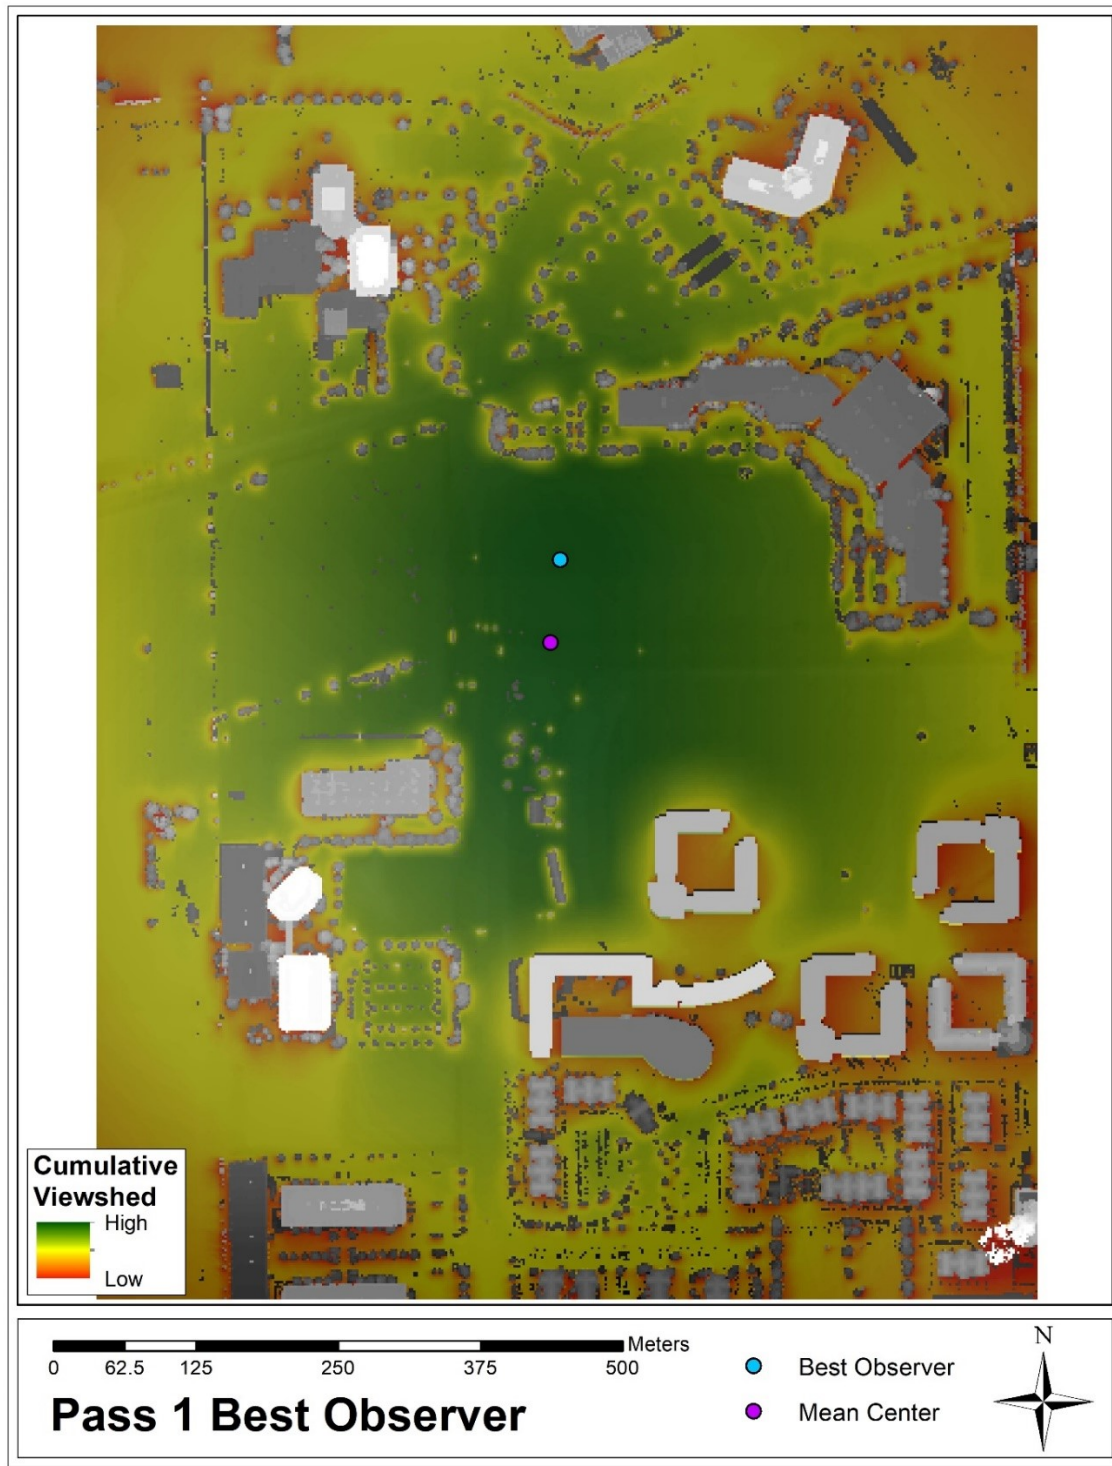 Cumulative
Viewshed
High
Low
0 62.5 125 250 375 500 Meters
Best Observer
Mean Center
Pass 1 Best Observer
N